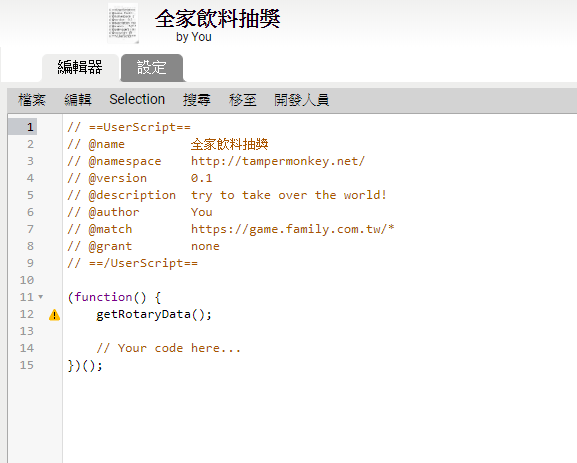 全家飲料抽獎
by You
編輯器 設定
檔案 編輯 Selection 搜尋 移至 開發人員
1 // ==UserScript==
2 // @name 全家飲料抽獎
3 // @namespace http://tampermonkey.net/
4 // @version 0.1
5 // @description try to take over the world!
6 // @author You
7 // @match https://game.family.com.tw/*
8 // @grant none
9 // ==/UserScript==
10
11 (function() {
12 getRotaryData();
13
14 // Your code here...
15 })();